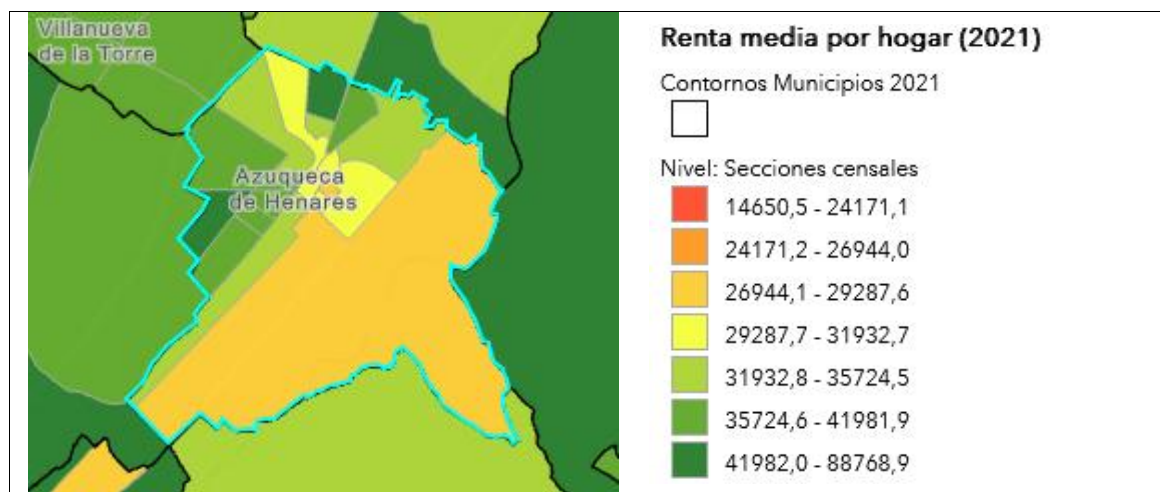 Villanueva
de la Torre
Azuqueca
de Henares
Renta media por hogar (2021)
Contornos Municipios 2021
Nivel: Secciones censales
14650,5 - 24171,1
24171,2 - 26944,0
26944,1 - 29287,6
29287,7 - 31932,7
31932,8 - 35724,5
35724,6 - 41981,9
41982,0 - 88768,9